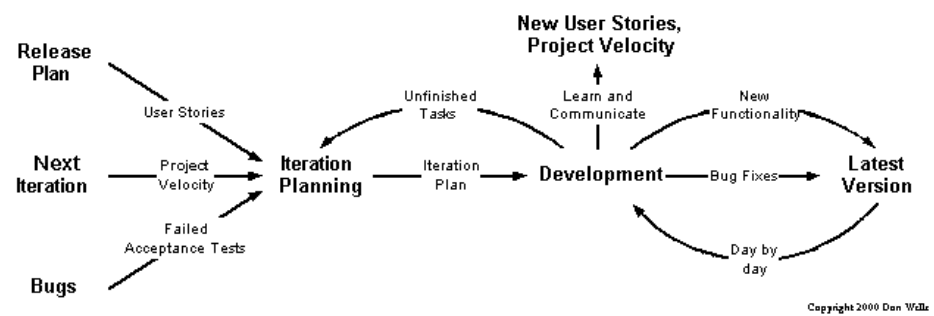 New User Stories,
Project Velocity
Release
Plan
User Stories
Unfinished
Tasks
Learn and
Communicate
New
Functionality
Next
Iteration
Project
Velocity
Iteration
Planning
Iteration
Plan
Development
Bug Fixes
Latest
Version
Failed
Acceptance Tests
Bugs
Day by
day
Copyright 2000 Don Wells